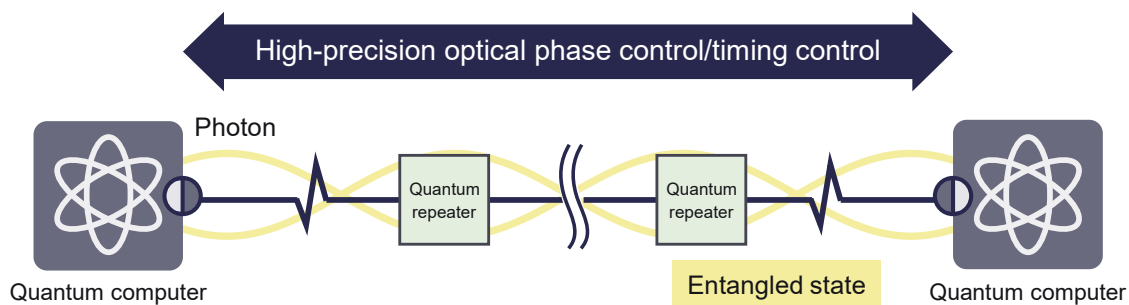 High-precision optical phase control/timing control
Photon
Quantum
repeater
Quantum
repeater
Entangled state
Quantum computer
Quantum computer